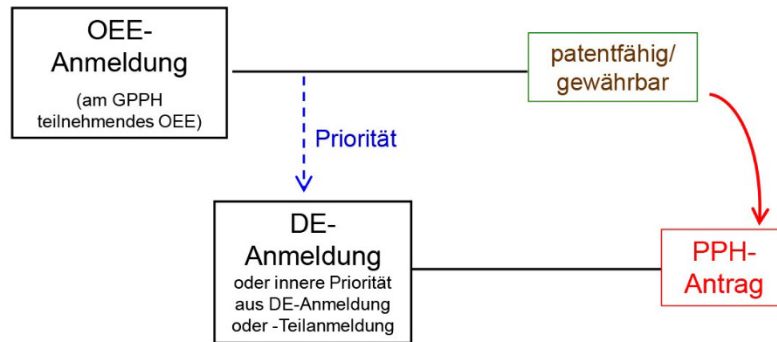 OEE-
Anmeldung
(am GPPH
teilnehmendes OEE)
patentfähig/
gewährbar
Priorität
DE-
Anmeldung
oder innere Priorität
aus DE-Anmeldung
oder -Teilanmeldung
PPH-
Antrag